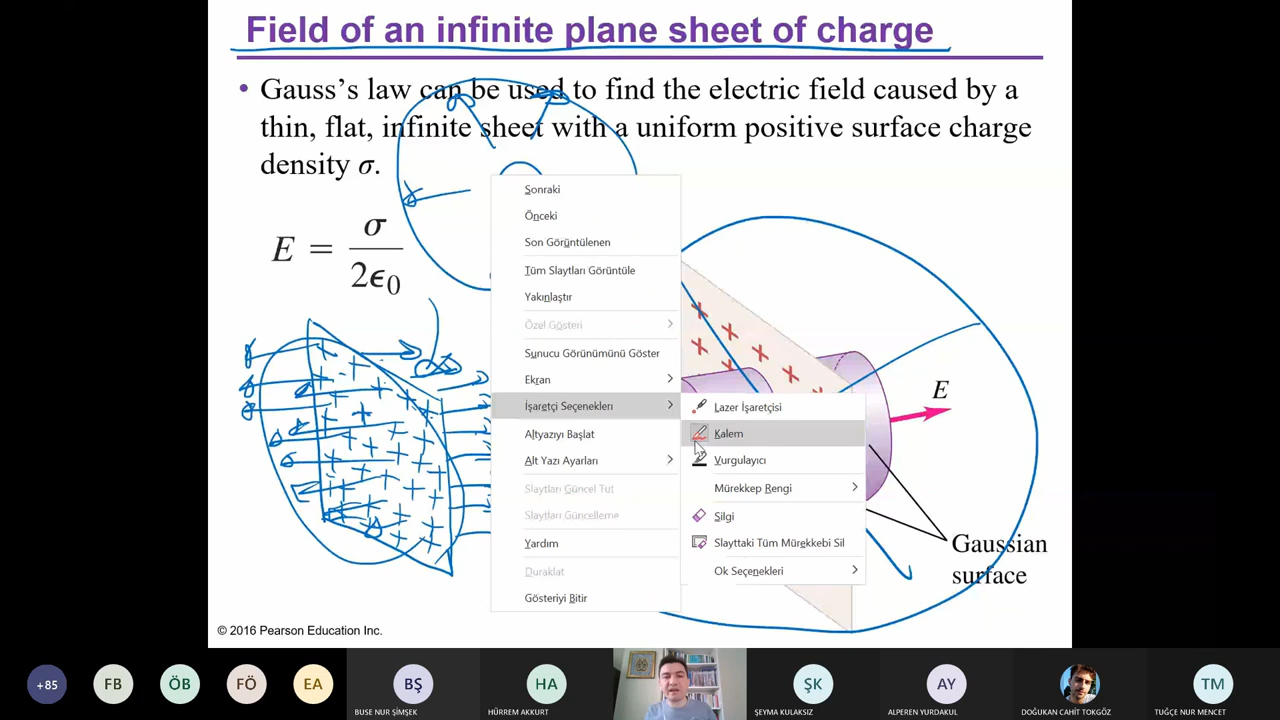 Field of an infinite plane sheet of charge
• Gauss's law can be used to find the electric field caused by a
thin, flat, infinite sheet with a uniform positive surface charge
density σ.
E = σ / 2ϵ0
Sonraki
Önceki
Son Görüntülenen
Tüm Slaytları Görüntüle
Yakınlaştır
Özel Gösteri
Sunucu Görünümünü Göster
Ekran
İşaretçi Seçenekleri
Altyazıyı Başlat
Alt Yazı Ayarları
Slaytları Güncel Tut
Slaytları Güncelleme
Yardım
Duraklat
Gösteriyi Bitir
Lazer İşaretçisi
Kalem
Vurgulayıcı
Mürekkep Rengi
Silgi
Slayttaki Tüm Mürekkebi Sil
Ok Seçenekleri
E
Gaussian
surface
© 2016 Pearson Education Inc.
+85
FB
ÖB
FÖ
EA
BŞ
HA
ŞK
AY
TM
BUSE NUR ŞİMŞEK
HÜRREM AKKURT
ŞEYMA KULAKSIZ
ALPEREN YURDAKUL
DOĞUKAN CAHİT TOKGÖZ
TUĞÇE NUR MENCET